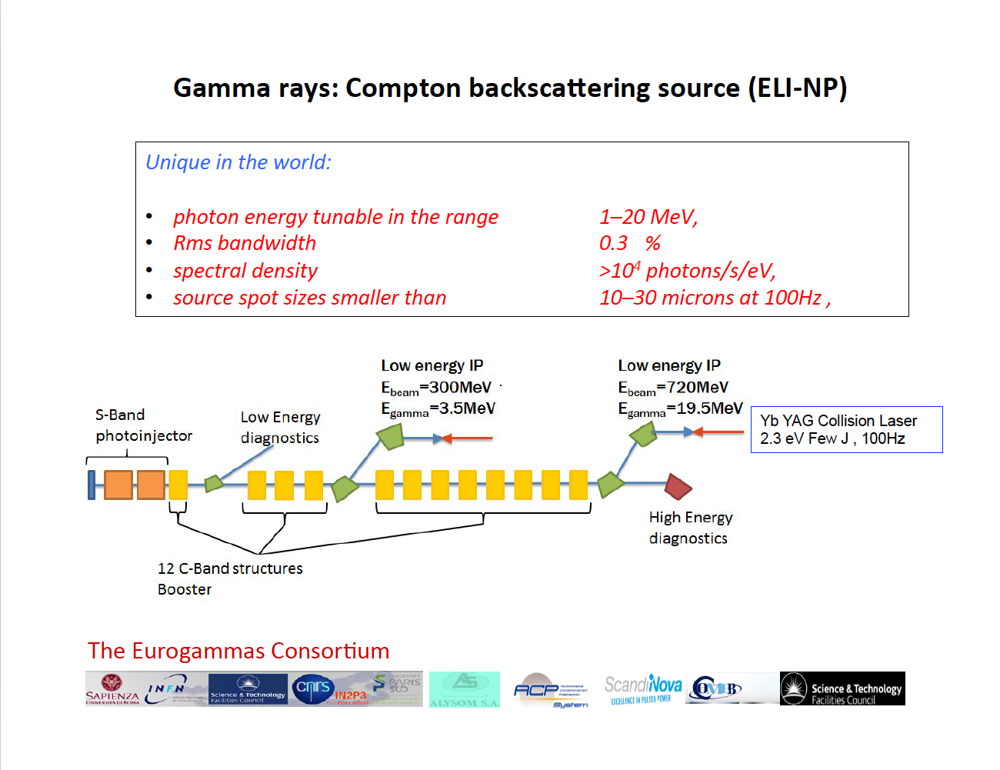 Gamma rays: Compton backscattering source (ELI-NP)
Unique in the world:
• photon energy tunable in the range 1–20 MeV,
• Rms bandwidth 0.3 %
• spectral density >10⁴ photons/s/eV,
• source spot sizes smaller than 10–30 microns at 100Hz ,
Low energy IP
Ebeam=300MeV
Egamma=3.5MeV
Low energy IP
Ebeam=720MeV
Egamma=19.5MeV
S-Band
photoinjector
Low Energy
diagnostics
Yb YAG Collision Laser
2.3 eV Few J , 100Hz
High Energy
diagnostics
12 C-Band structures
Booster
The Eurogammas Consortium
SAPIENZA
UNIVERSITÀ DI ROMA
INFN
Science & Technology
Facilities Council
cnrs
IN2P3
PARIS
SUD
AS
ALYSOM, S.A.
ACP
System
ScandiNova
EXCELLENCE IN PULSED POWER
COMEB
Science & Technology
Facilities Council